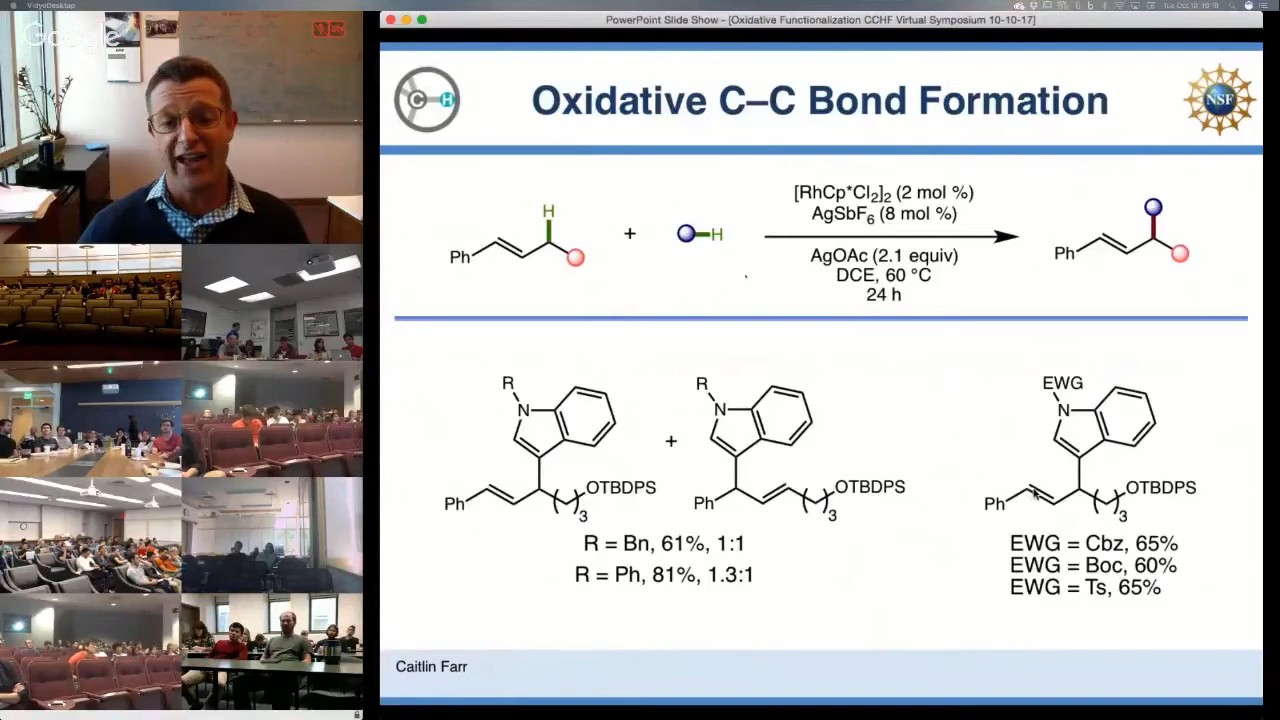 VidyoDesktop
Google
PowerPoint Slide Show - [Oxidative Functionalization CCHF Virtual Symposium 10-10-17]
C H
Oxidative C–C Bond Formation
NSF
H
Ph
+
H
[RhCp*Cl2]2 (2 mol %)
AgSbF6 (8 mol %)
AgOAc (2.1 equiv)
DCE, 60 °C
24 h
Ph
R
N
Ph
OTBDPS
( )3
+
R
N
Ph
OTBDPS
( )3
R = Bn, 61%, 1:1
R = Ph, 81%, 1.3:1
EWG
N
Ph
OTBDPS
( )3
EWG = Cbz, 65%
EWG = Boc, 60%
EWG = Ts, 65%
Caitlin Farr